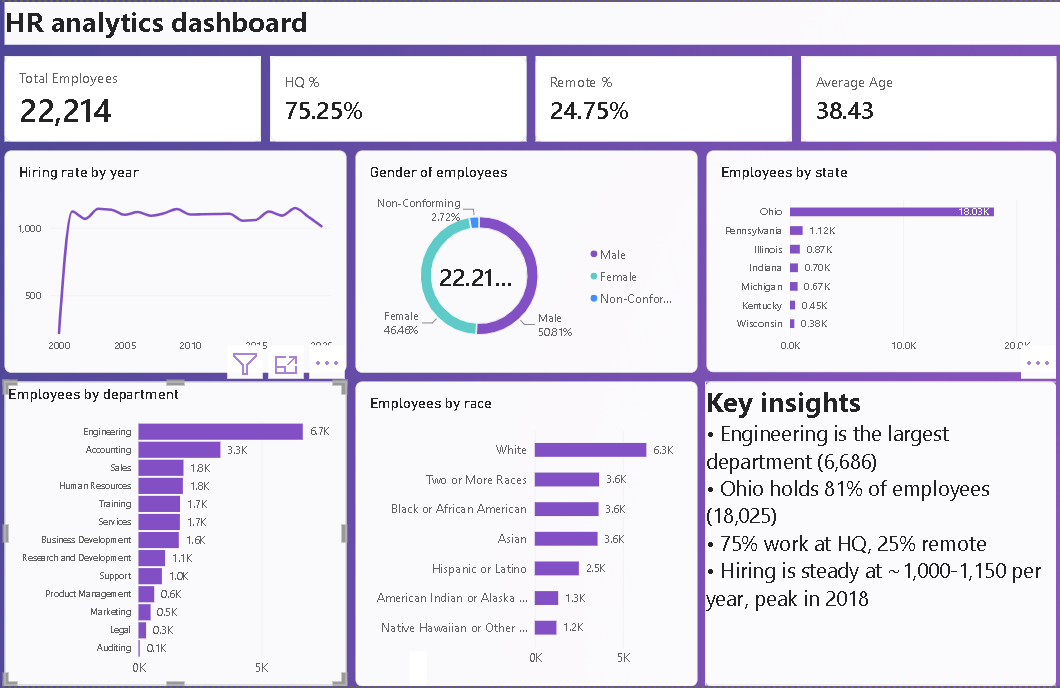 HR analytics dashboard
Total Employees
22,214
HQ %
75.25%
Remote %
24.75%
Average Age
38.43
Hiring rate by year
1,000
500
2000 2005 2010 2015
Gender of employees
Non-Conforming
2.72%
22.21...
Female
46.46%
Male
50.81%
Male
Female
Non-Confor...
Employees by state
Ohio 18.03K
Pennsylvania 1.12K
Illinois 0.87K
Indiana 0.70K
Michigan 0.67K
Kentucky 0.45K
Wisconsin 0.38K
0.0K 10.0K 20.0K
Employees by department
Engineering 6.7K
Accounting 3.3K
Sales 1.8K
Human Resources 1.8K
Training 1.7K
Services 1.7K
Business Development 1.6K
Research and Development 1.1K
Support 1.0K
Product Management 0.6K
Marketing 0.5K
Legal 0.3K
Auditing 0.1K
0K 5K
Employees by race
White 6.3K
Two or More Races 3.6K
Black or African American 3.6K
Asian 3.6K
Hispanic or Latino 2.5K
American Indian or Alaska ... 1.3K
Native Hawaiian or Other ... 1.2K
0K 5K
Key insights
• Engineering is the largest
department (6,686)
• Ohio holds 81% of employees
(18,025)
• 75% work at HQ, 25% remote
• Hiring is steady at ~1,000-1,150 per
year, peak in 2018